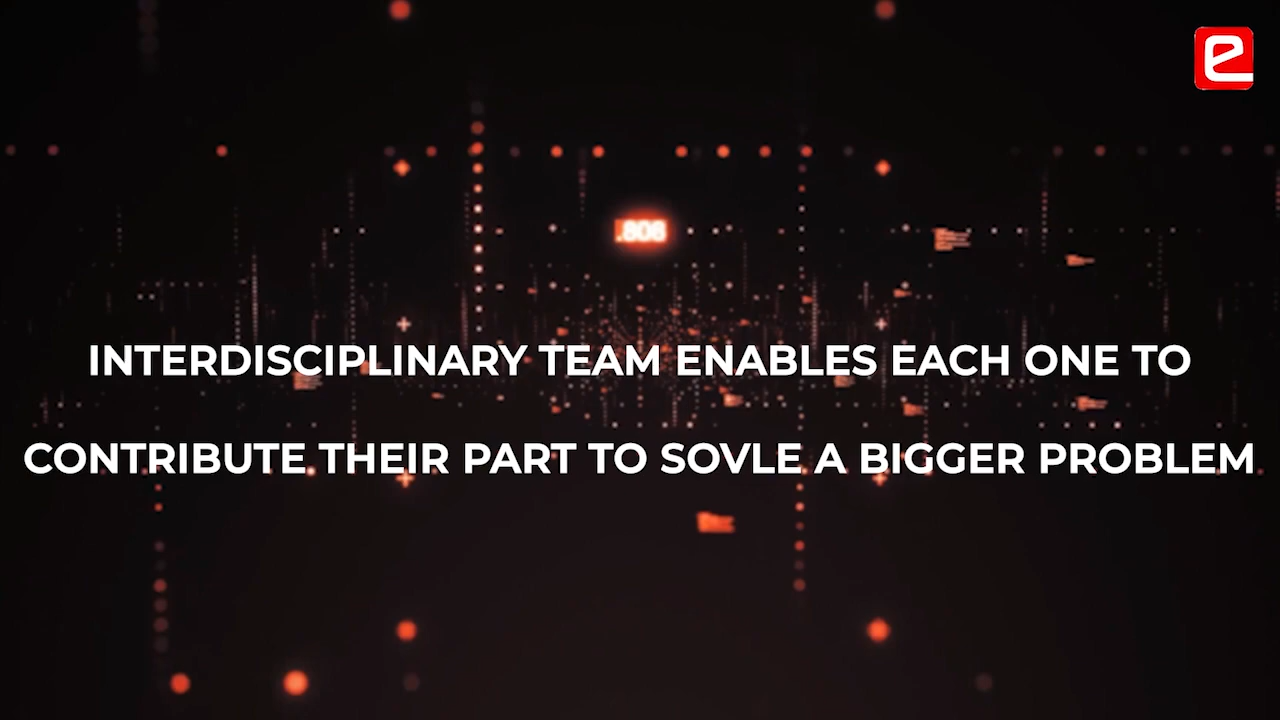 e
.808
INTERDISCIPLINARY TEAM ENABLES EACH ONE TO
CONTRIBUTE THEIR PART TO SOVLE A BIGGER PROBLEM